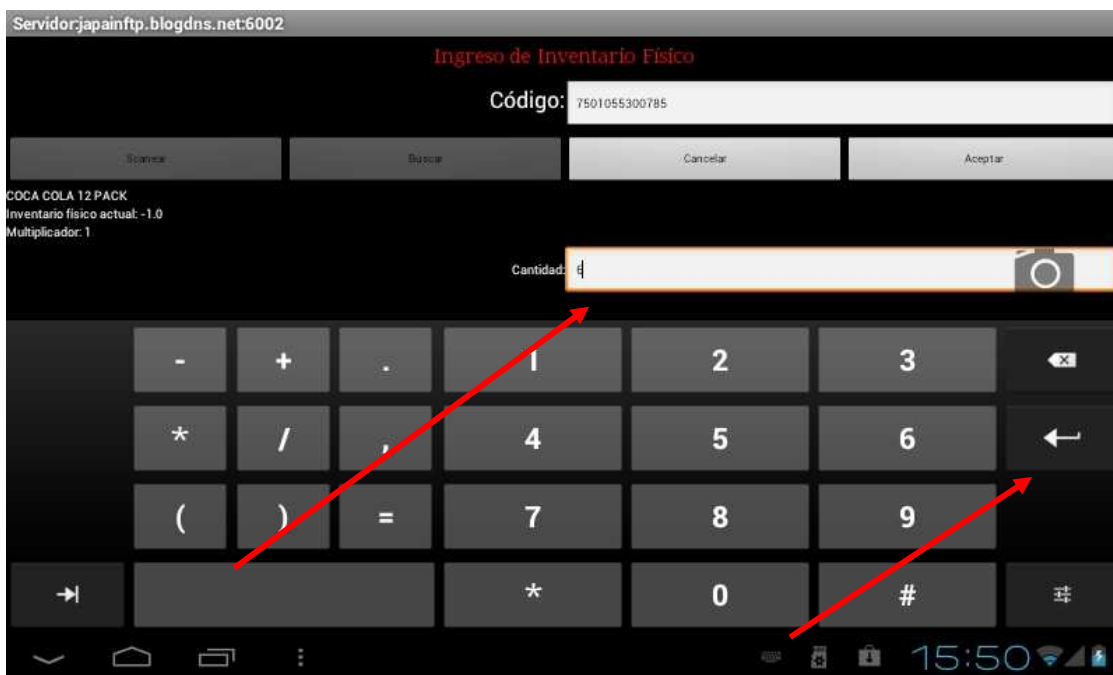 Servidor:japainftp.blogdns.net:6002
Ingreso de Inventario Físico
Código: 7501055300785
Scanear Buscar Cancelar Aceptar
COCA COLA 12 PACK
Inventario físico actual: -1.0
Multiplicador: 1
Cantidad: 6
- + . 1 2 3
* / , 4 5 6
( ) = 7 8 9
* 0 #
15:50